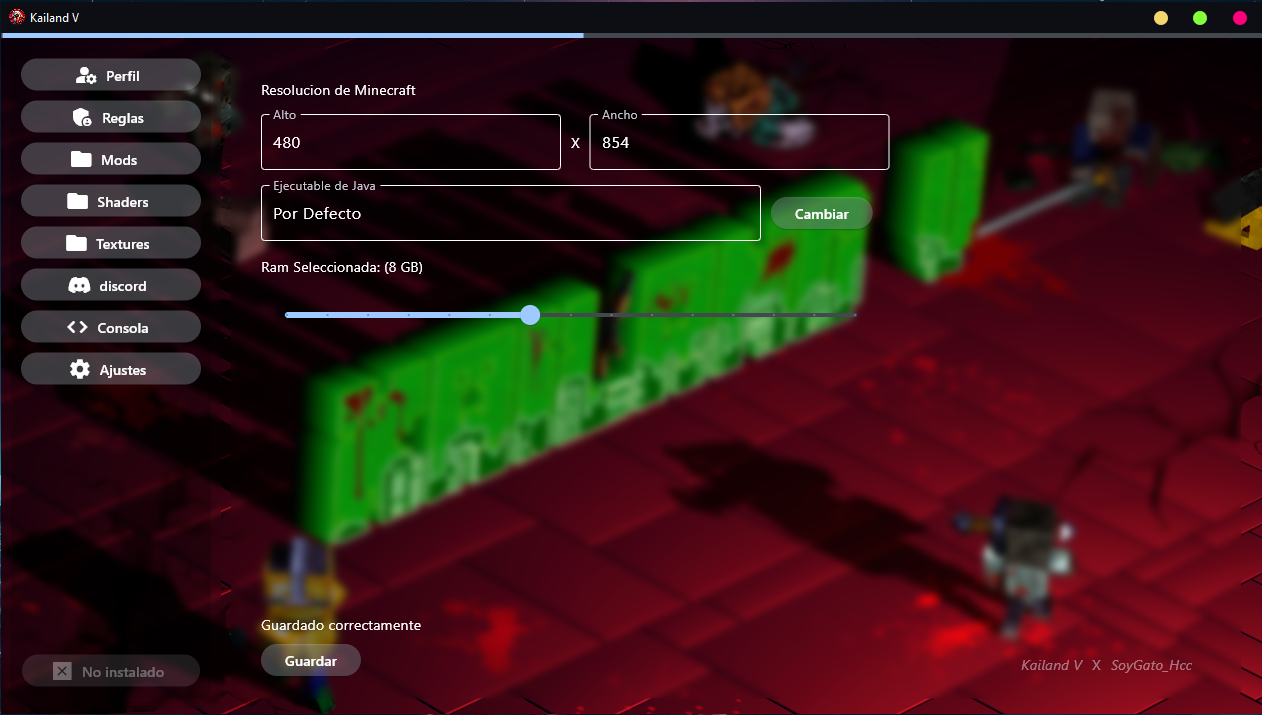 Kailand V
Perfil
Reglas
Mods
Shaders
Textures
discord
Consola
Ajustes
No instalado
Resolucion de Minecraft
Alto
480
X
Ancho
854
Ejecutable de Java
Por Defecto
Cambiar
Ram Seleccionada: (8 GB)
Guardado correctamente
Guardar
Kailand V X SoyGato_Hcc